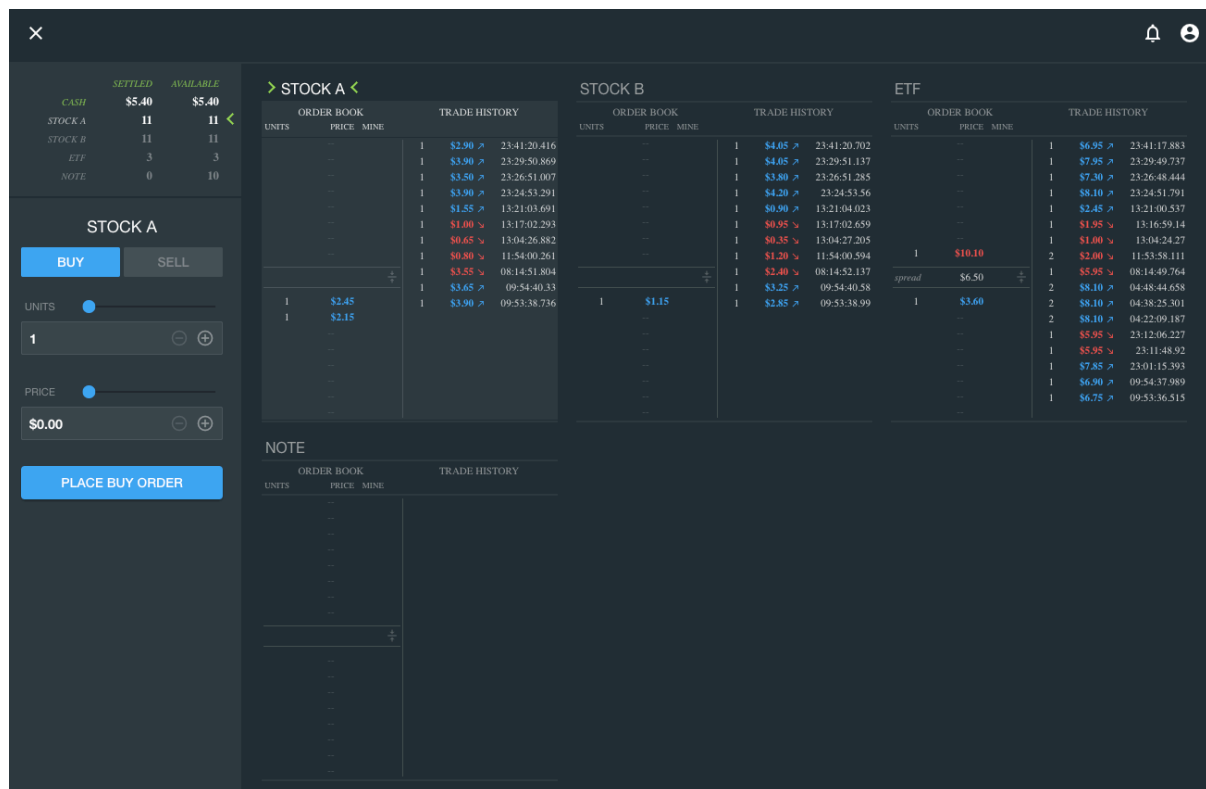 SETTLED AVAILABLE
CASH $5.40 $5.40
STOCK A 11 11
STOCK B 11 11
ETF 3 3
NOTE 0 10
STOCK A
BUY SELL
UNITS
1
PRICE
$0.00
PLACE BUY ORDER
STOCK A
ORDER BOOK TRADE HISTORY
UNITS PRICE MINE
1 $2.90 ↗ 23:41:20.416
1 $3.90 ↗ 23:29:50.869
1 $3.50 ↗ 23:26:51.007
1 $3.90 ↗ 23:24:53.291
1 $1.55 ↗ 13:21:03.691
1 $1.00 ↘ 13:17:02.293
1 $0.65 ↘ 13:04:26.882
1 $0.80 ↘ 11:54:00.261
1 $3.55 ↘ 08:14:51.804
1 $3.65 ↗ 09:54:40.33
1 $2.45 1 $3.90 ↗ 09:53:38.736
1 $2.15
STOCK B
ORDER BOOK TRADE HISTORY
UNITS PRICE MINE
1 $4.05 ↗ 23:41:20.702
1 $4.05 ↗ 23:29:51.137
1 $3.80 ↗ 23:26:51.285
1 $4.20 ↗ 23:24:53.56
1 $0.90 ↗ 13:21:04.023
1 $0.95 ↘ 13:17:02.659
1 $0.35 ↘ 13:04:27.205
1 $1.20 ↘ 11:54:00.594
1 $2.40 ↘ 08:14:52.137
1 $3.25 ↗ 09:54:40.58
1 $1.15 1 $2.85 ↗ 09:53:38.99
ETF
ORDER BOOK TRADE HISTORY
UNITS PRICE MINE
1 $6.95 ↗ 23:41:17.883
1 $7.95 ↗ 23:29:49.737
1 $7.30 ↗ 23:26:48.444
1 $8.10 ↗ 23:24:51.791
1 $2.45 ↗ 13:21:00.537
1 $1.95 ↘ 13:16:59.14
1 $1.00 ↘ 13:04:24.27
1 $10.10 2 $2.00 ↘ 11:53:58.111
spread $6.50 1 $5.95 ↘ 08:14:49.764
2 $8.10 ↗ 04:48:44.658
1 $3.60 2 $8.10 ↗ 04:38:25.301
2 $8.10 ↗ 04:22:09.187
1 $5.95 ↘ 23:12:06.227
1 $5.95 ↘ 23:11:48.92
1 $7.85 ↗ 23:01:15.393
1 $6.90 ↗ 09:54:37.989
1 $6.75 ↗ 09:53:36.515
NOTE
ORDER BOOK TRADE HISTORY
UNITS PRICE MINE